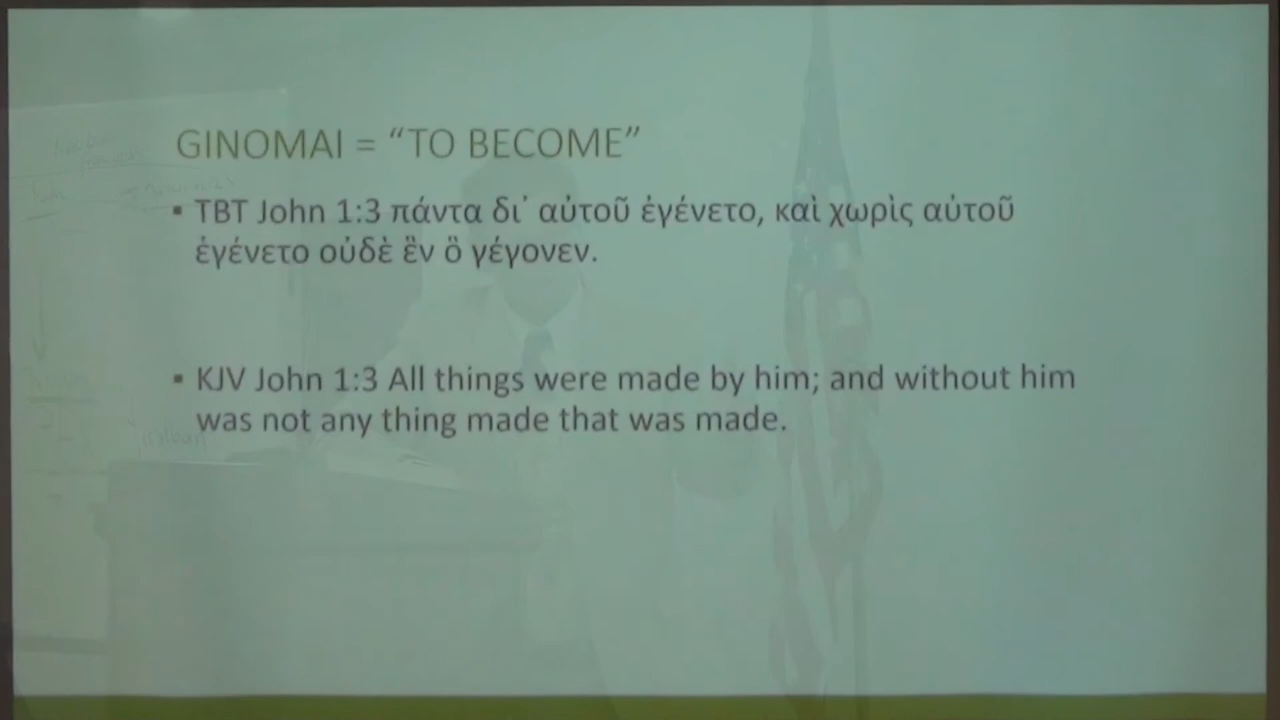 GINOMAI = “TO BECOME”
▪ TBT John 1:3 πάντα δι᾽ αὐτοῦ ἐγένετο, καὶ χωρὶς αὐτοῦ
ἐγένετο οὐδὲ ἓν ὃ γέγονεν.
▪ KJV John 1:3 All things were made by him; and without him
was not any thing made that was made.